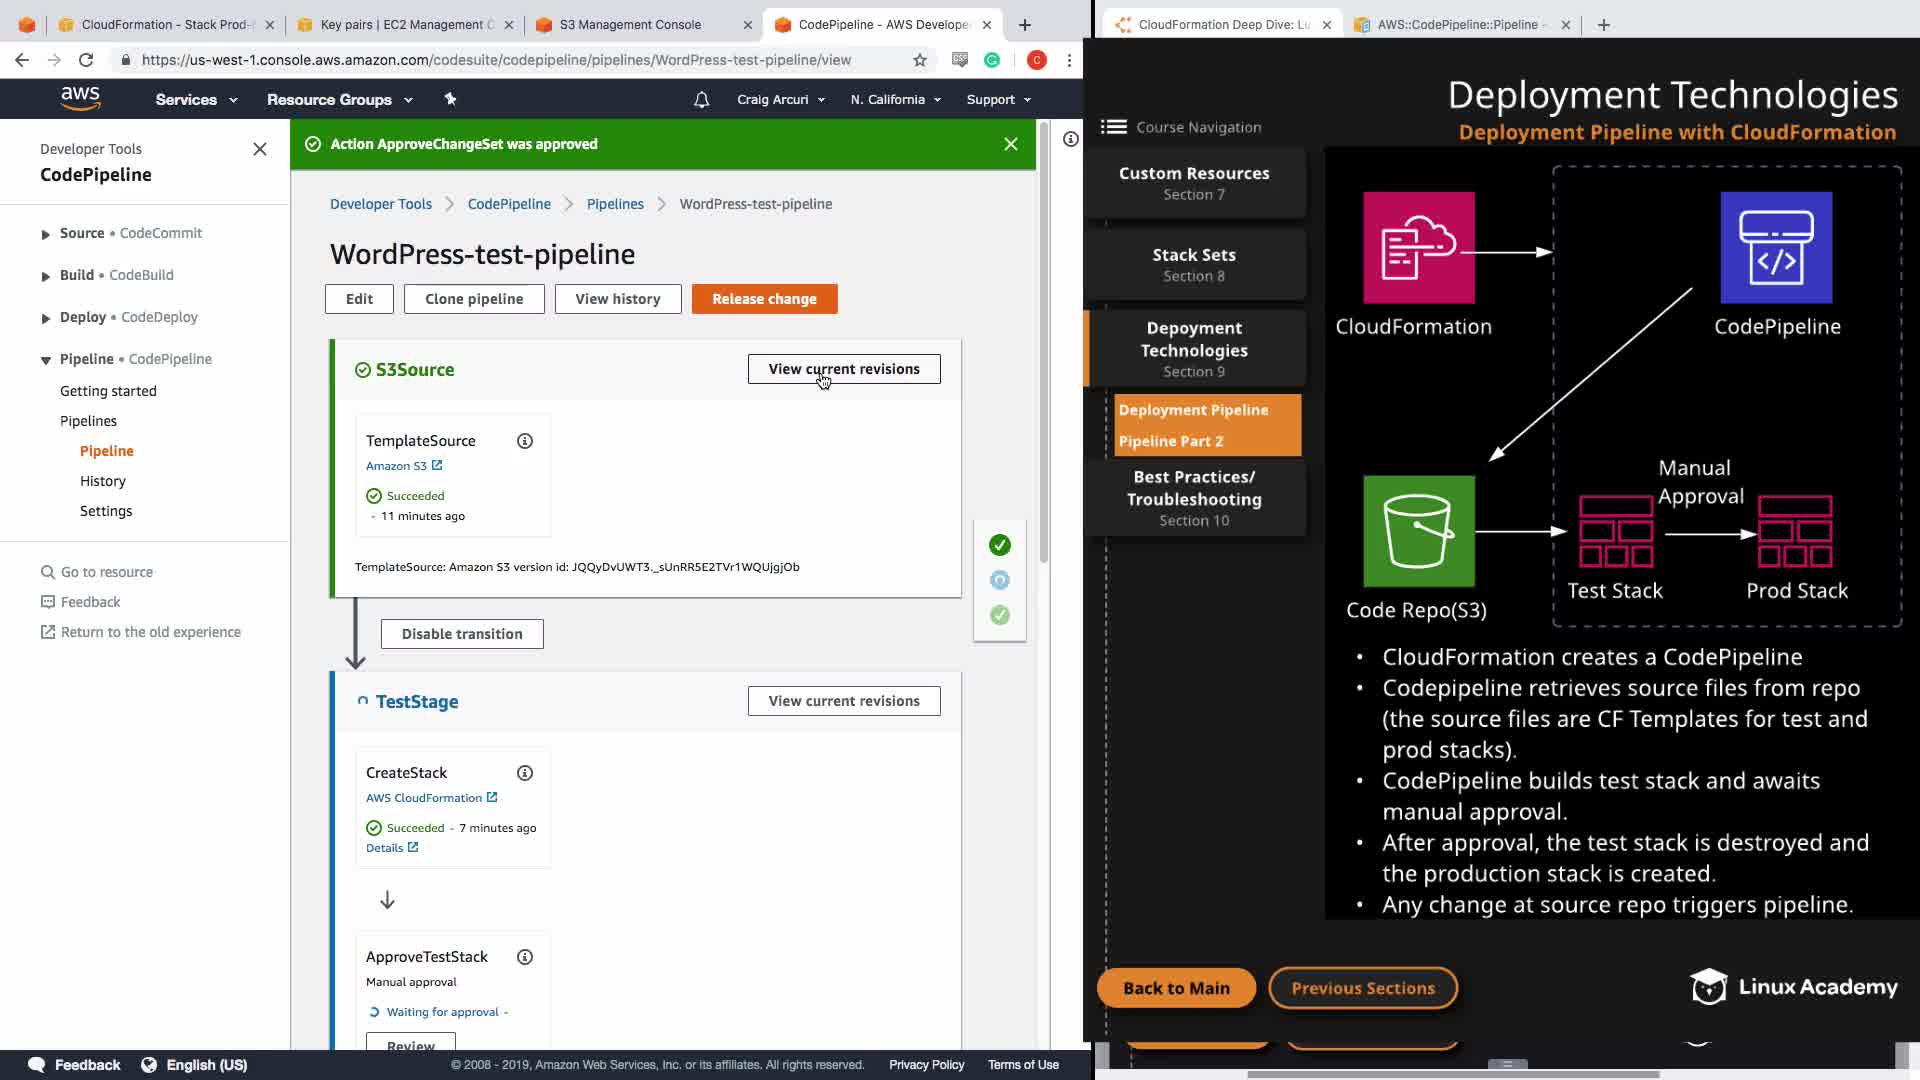 CloudFormation - Stack Prod-
Key pairs | EC2 Management C
S3 Management Console
CodePipeline - AWS Develope
CloudFormation Deep Dive: Lu
AWS::CodePipeline::Pipeline -
https://us-west-1.console.aws.amazon.com/codesuite/codepipeline/pipelines/WordPress-test-pipeline/view
aws
Services
Resource Groups
Craig Arcuri
N. California
Support
Developer Tools
CodePipeline
Source • CodeCommit
Build • CodeBuild
Deploy • CodeDeploy
Pipeline • CodePipeline
Getting started
Pipelines
Pipeline
History
Settings
Go to resource
Feedback
Return to the old experience
Action ApproveChangeSet was approved
Developer Tools
CodePipeline
Pipelines
WordPress-test-pipeline
WordPress-test-pipeline
Edit
Clone pipeline
View history
Release change
S3Source
View current revisions
TemplateSource
Amazon S3
Succeeded
- 11 minutes ago
TemplateSource: Amazon S3 version id: JQQyDvUWT3._sUnRR5E2TVr1WQUjgjOb
Disable transition
TestStage
View current revisions
CreateStack
AWS CloudFormation
Succeeded - 7 minutes ago
Details
ApproveTestStack
Manual approval
Waiting for approval -
Review
Feedback
English (US)
© 2008 - 2019, Amazon Web Services, Inc. or its affiliates. All rights reserved.
Privacy Policy
Terms of Use
Deployment Technologies
Deployment Pipeline with CloudFormation
Course Navigation
Custom Resources
Section 7
Stack Sets
Section 8
Depoyment
Technologies
Section 9
Deployment Pipeline
Pipeline Part 2
Best Practices/
Troubleshooting
Section 10
CloudFormation
CodePipeline
Manual
Approval
Code Repo(S3)
Test Stack
Prod Stack
• CloudFormation creates a CodePipeline
• Codepipeline retrieves source files from repo
(the source files are CF Templates for test and
prod stacks).
• CodePipeline builds test stack and awaits
manual approval.
• After approval, the test stack is destroyed and
the production stack is created.
• Any change at source repo triggers pipeline.
Back to Main
Previous Sections
Linux Academy